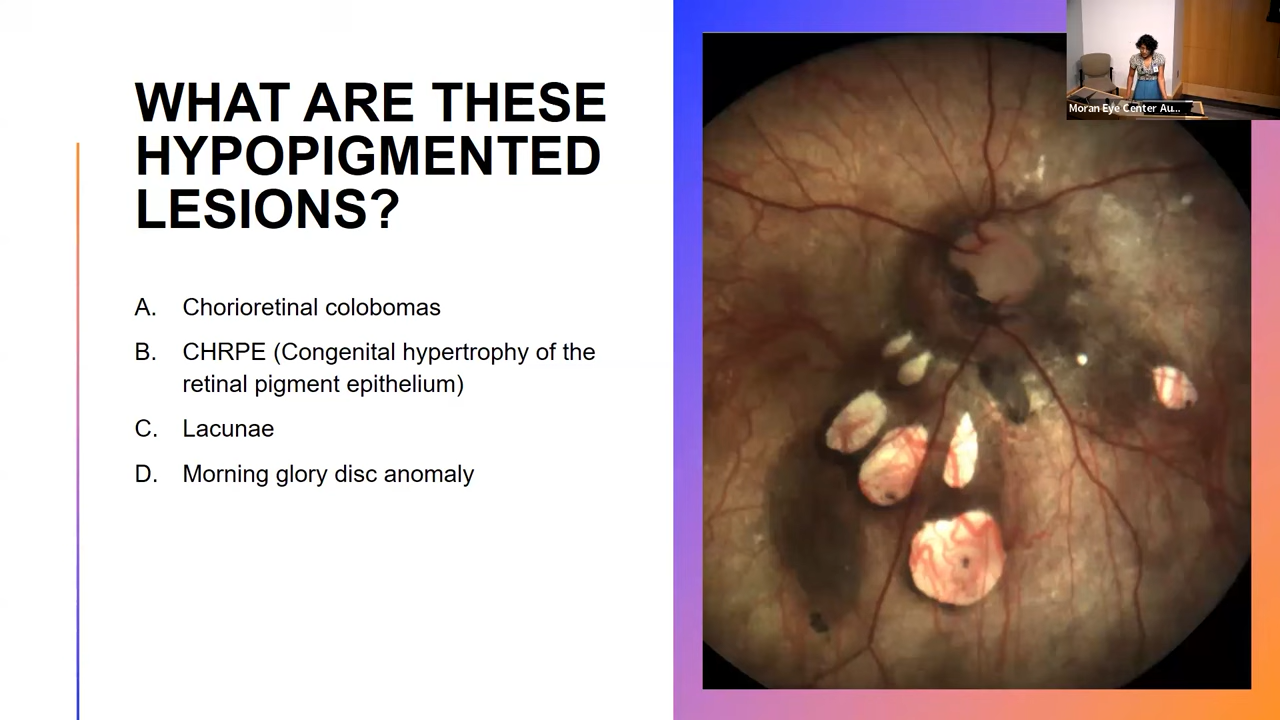 WHAT ARE THESE
HYPOPIGMENTED
LESIONS?
A. Chorioretinal colobomas
B. CHRPE (Congenital hypertrophy of the
retinal pigment epithelium)
C. Lacunae
D. Morning glory disc anomaly
Moran Eye Center Au...